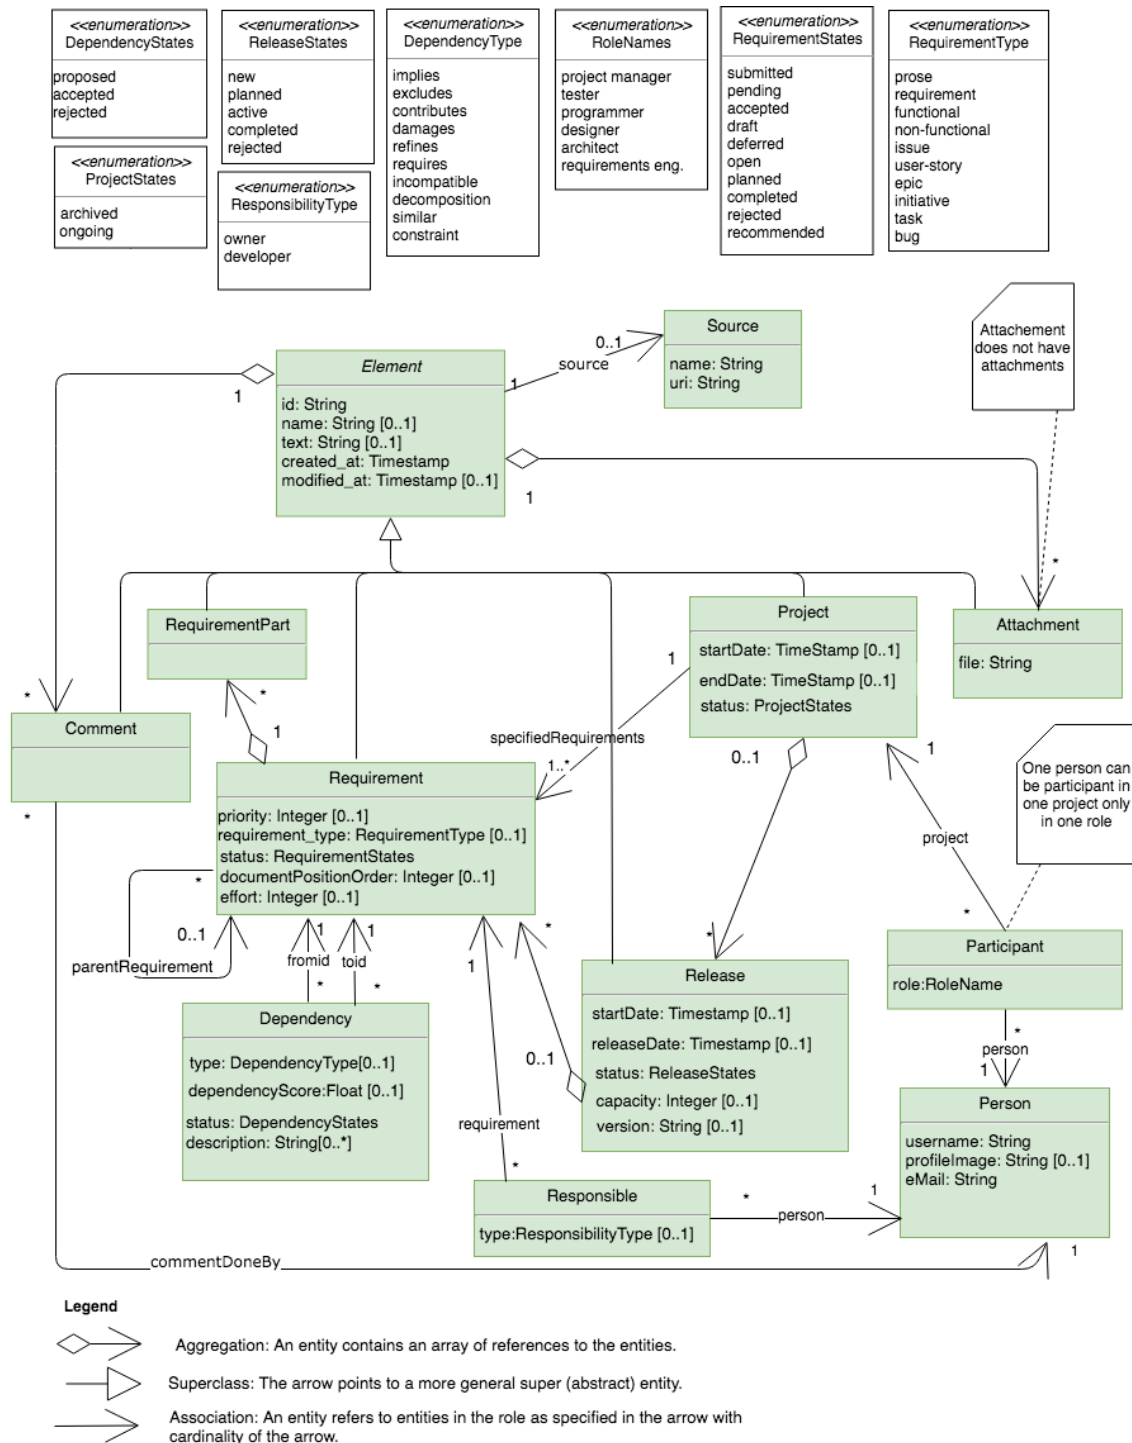 <<enumeration>>
DependencyStates
proposed
accepted
rejected
<<enumeration>>
ReleaseStates
new
planned
active
completed
rejected
<<enumeration>>
DependencyType
implies
excludes
contributes
damages
refines
requires
incompatible
decomposition
similar
constraint
<<enumeration>>
RoleNames
project manager
tester
programmer
designer
architect
requirements eng.
<<enumeration>>
RequirementStates
submitted
pending
accepted
draft
deferred
open
planned
completed
rejected
recommended
<<enumeration>>
RequirementType
prose
requirement
functional
non-functional
issue
user-story
epic
initiative
task
bug
<<enumeration>>
ProjectStates
archived
ongoing
<<enumeration>>
ResponsibilityType
owner
developer
Attachement
does not have
attachments
Source
name: String
uri: String
0..1
source
1
Element
id: String
name: String [0..1]
text: String [0..1]
created_at: Timestamp
modified_at: Timestamp [0..1]
1
1
*
RequirementPart
Project
startDate: TimeStamp [0..1]
endDate: TimeStamp [0..1]
status: ProjectStates
Attachment
file: String
*
Comment
*
*
1
1
specifiedRequirements
1..*
0..1
1
One person can
be participant in
one project only
in one role
Requirement
priority: Integer [0..1]
requirement_type: RequirementType [0..1]
status: RequirementStates
documentPositionOrder: Integer [0..1]
effort: Integer [0..1]
project
*
0..1
parentRequirement
1
fromid
*
1
toid
*
1
*
*
*
Participant
role:RoleName
Dependency
type: DependencyType[0..1]
dependencyScore:Float [0..1]
status: DependencyStates
description: String[0..*]
Release
startDate: Timestamp [0..1]
releaseDate: Timestamp [0..1]
status: ReleaseStates
capacity: Integer [0..1]
version: String [0..1]
0..1
*
person
1
Person
username: String
profileImage: String [0..1]
eMail: String
requirement
*
Responsible
type:ResponsibilityType [0..1]
*
person
1
commentDoneBy
1
Legend
Aggregation: An entity contains an array of references to the entities.
Superclass: The arrow points to a more general super (abstract) entity.
Association: An entity refers to entities in the role as specified in the arrow with
cardinality of the arrow.